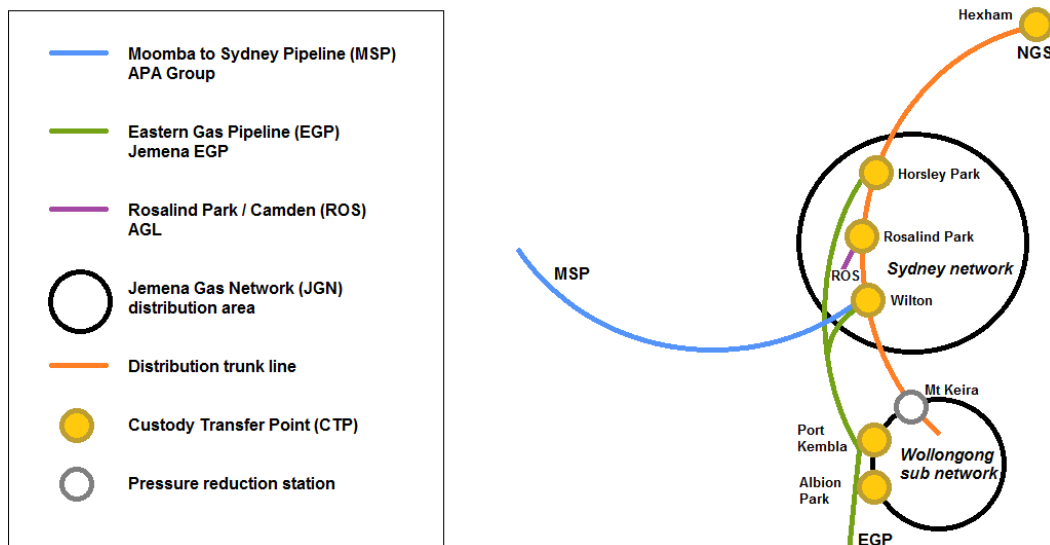 Moomba to Sydney Pipeline (MSP)
APA Group
Eastern Gas Pipeline (EGP)
Jemena EGP
Rosalind Park / Camden (ROS)
AGL
Jemena Gas Network (JGN)
distribution area
Distribution trunk line
Custody Transfer Point (CTP)
Pressure reduction station
Hexham
NGS
Horsley Park
Rosalind Park
ROS
Sydney network
MSP
Wilton
Mt Keira
Port
Kembla
Wollongong
sub network
Albion
Park
EGP